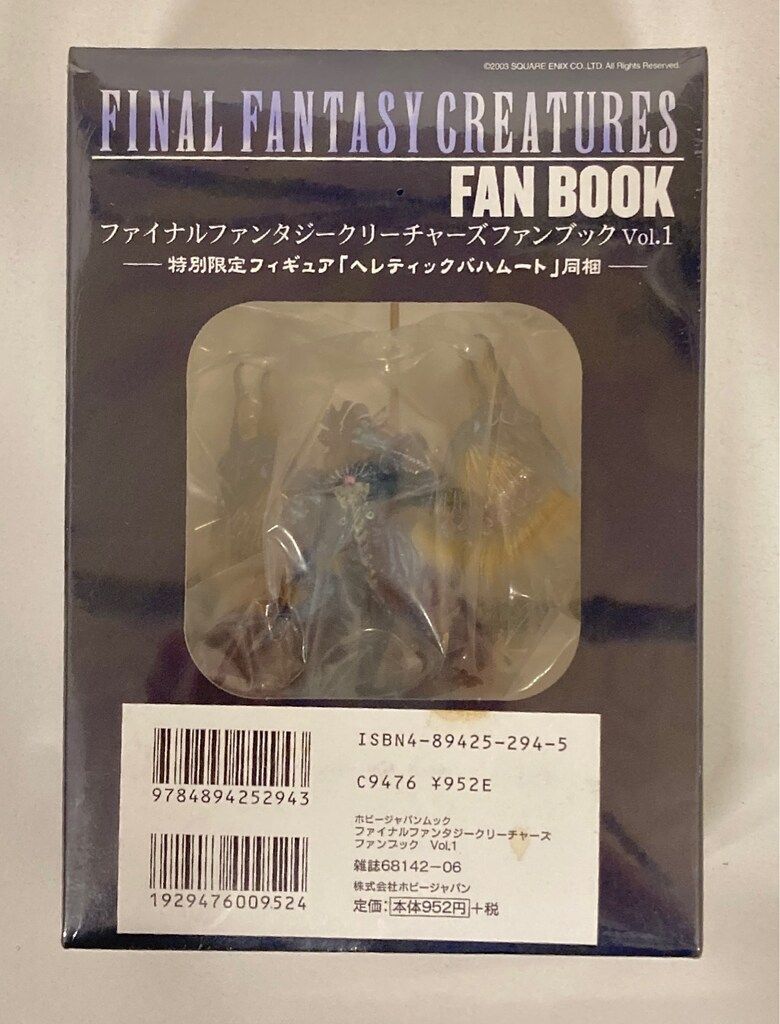 ©2003 SQUARE ENIX CO.,LTD. All Rights Reserved.
FINAL FANTASY CREATURES
FAN BOOK
ファイナルファンタジークリーチャーズファンブック Vol.1
特別限定フィギュア「ヘレティックバハムート」同梱
ISBN4-89425-294-5
9784894252943
C9476 ¥952E
ホビージャパンムック
ファイナルファンタジークリーチャーズ
ファンブック Vol.1
雑誌68142-06
1929476009524
株式会社ホビージャパン
定価:本体952円+税